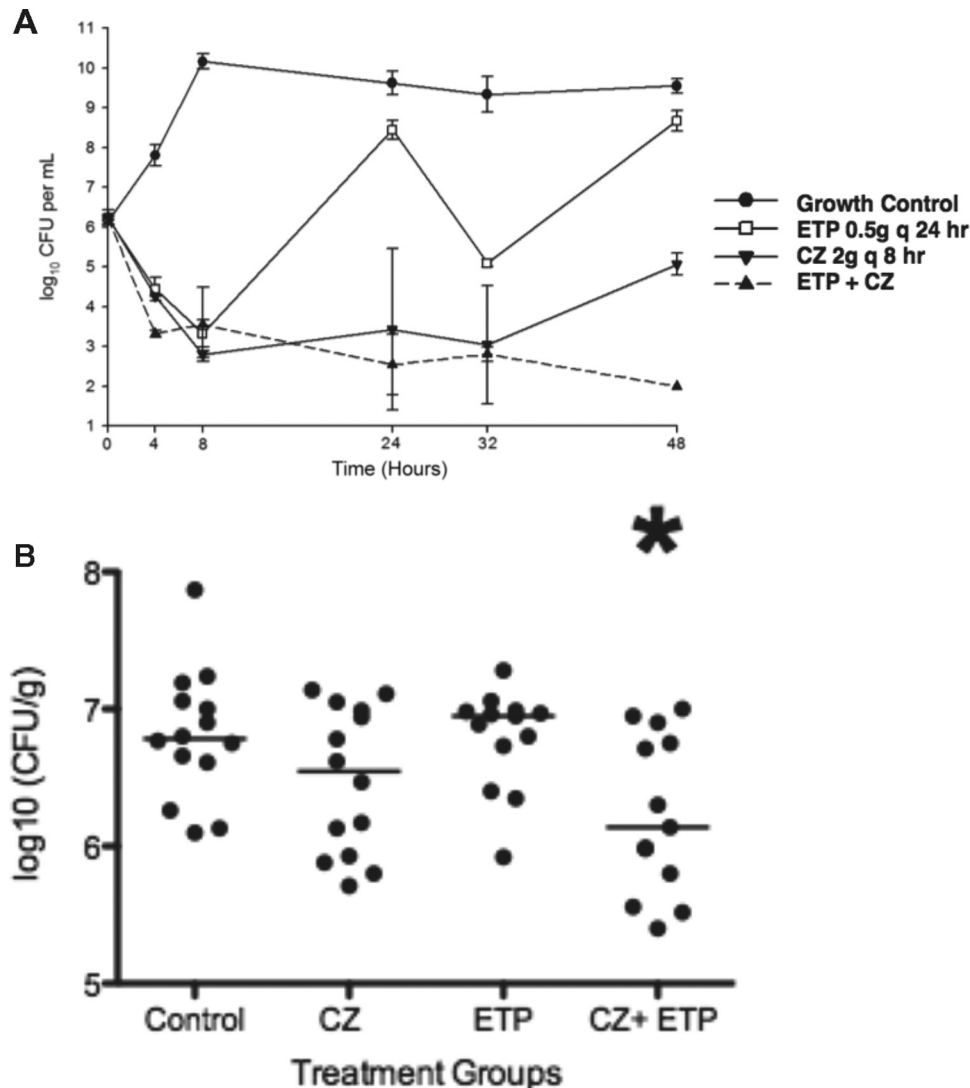 A
11
10
9
8
7
6
5
4
3
2
1
log10 CFU per mL
0 4 8 24 32 48
Time (Hours)
Growth Control
ETP 0.5g q 24 hr
CZ 2g q 8 hr
ETP + CZ
B
*
8
7
6
5
log10 (CFU/g)
Control CZ ETP CZ+ ETP
Treatment Groups